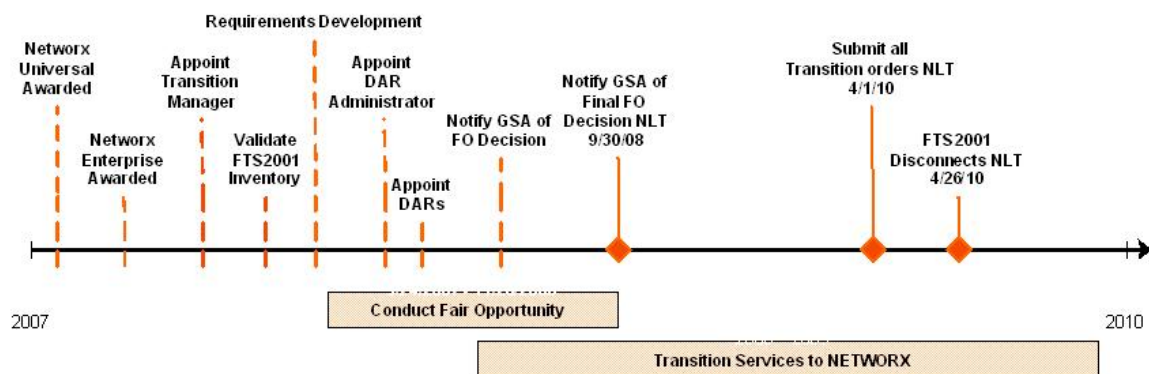 Requirements Development
Networx
Universal
Awarded
Appoint
Transition
Manager
Appoint
DAR
Administrator
Submit all
Transition orders NLT
4/1/10
Notify GSA of
Final FO
Decision NLT
9/30/08
Notify GSA of
FO Decision
Networx
Enterprise
Awarded
Validate
FTS2001
Inventory
FTS2001
Disconnects NLT
4/26/10
Appoint
DARs
Conduct Fair Opportunity
2007
2010
Transition Services to NETWORX